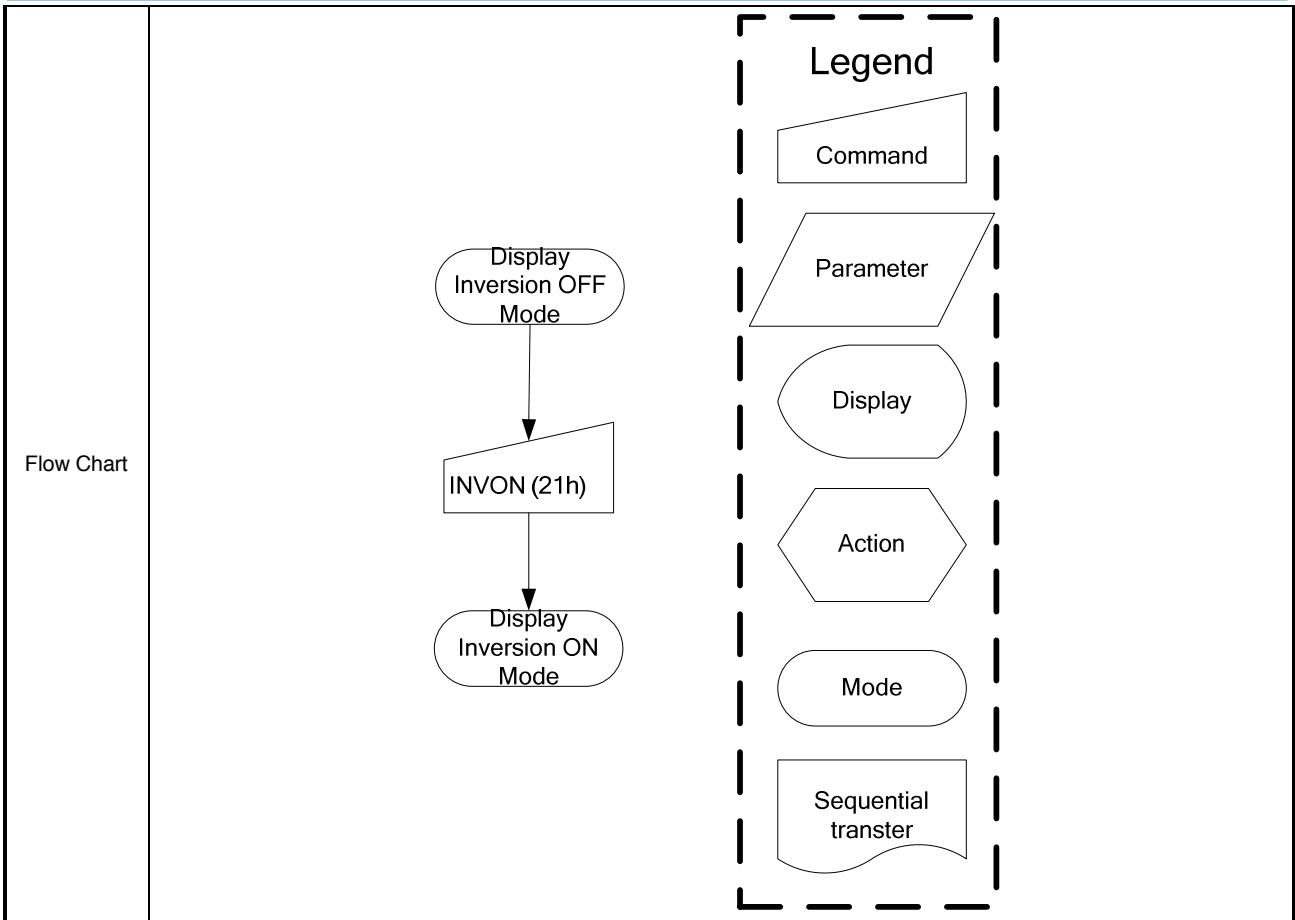 Flow Chart
Display
Inversion OFF
Mode
INVON (21h)
Display
Inversion ON
Mode
Legend
Command
Parameter
Display
Action
Mode
Sequential
transter